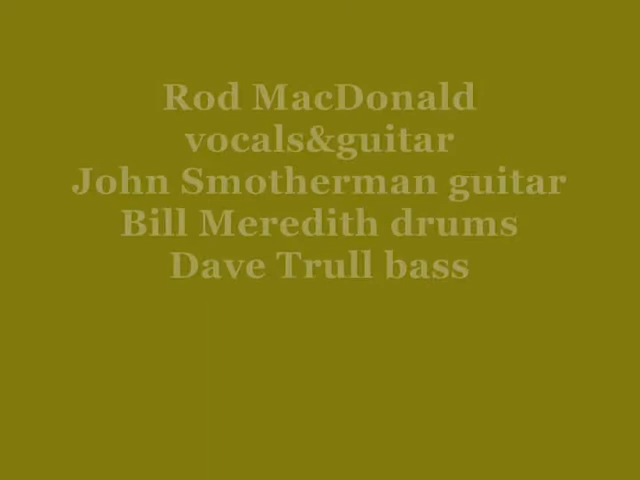 Rod MacDonald
vocals&guitar
John Smotherman guitar
Bill Meredith drums
Dave Trull bass